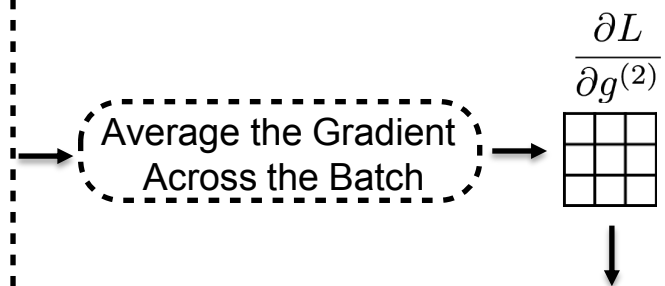 ∂L
∂g⁽²⁾
Average the Gradient
Across the Batch